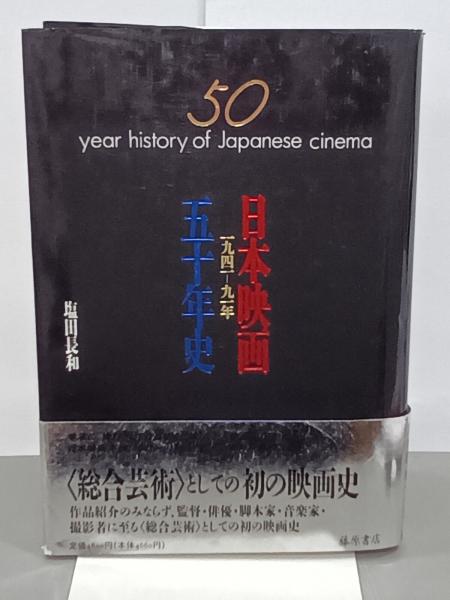 50
year history of Japanese cinema
日本映画
一九四一－九一年
五十年史
塩田長和
〈総合芸術〉としての初の映画史
作品紹介のみならず、監督・俳優・脚本家・音楽家・
撮影者に至る〈総合芸術〉としての初の映画史
藤原書店